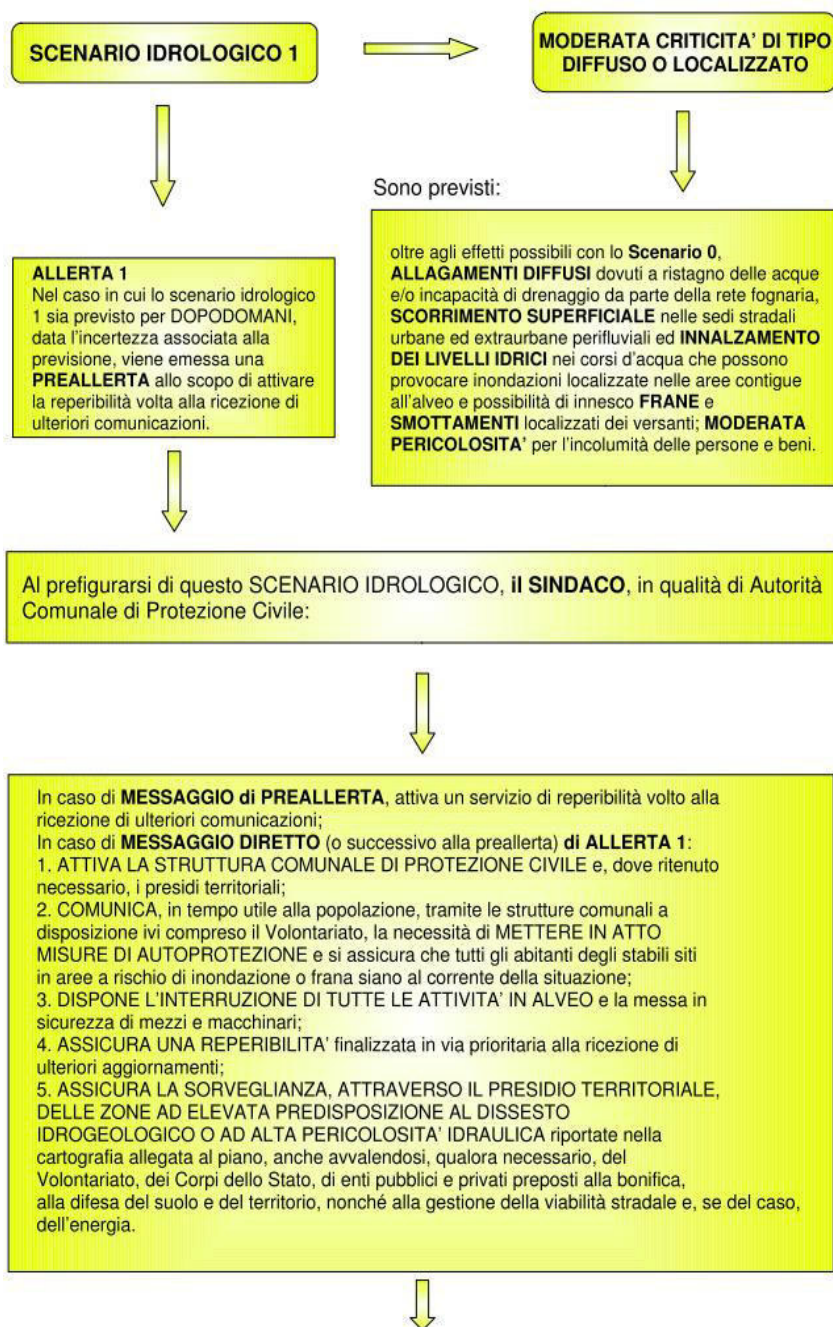 SCENARIO IDROLOGICO 1
MODERATA CRITICITA' DI TIPO
DIFFUSO O LOCALIZZATO
Sono previsti:
oltre agli effetti possibili con lo Scenario 0,
ALLAGAMENTI DIFFUSI dovuti a ristagno delle acque
e/o incapacità di drenaggio da parte della rete fognaria,
SCORRIMENTO SUPERFICIALE nelle sedi stradali
urbane ed extraurbane perifluviali ed INNALZAMENTO
DEI LIVELLI IDRICI nei corsi d'acqua che possono
provocare inondazioni localizzate nelle aree contigue
all'alveo e possibilità di innesco FRANE e
SMOTTAMENTI localizzati dei versanti; MODERATA
PERICOLOSITA' per l'incolumità delle persone e beni.
ALLERTA 1
Nel caso in cui lo scenario idrologico
1 sia previsto per DOPODOMANI,
data l'incertezza associata alla
previsione, viene emessa una
PREALLERTA allo scopo di attivare
la reperibilità volta alla ricezione di
ulteriori comunicazioni.
Al prefigurarsi di questo SCENARIO IDROLOGICO, il SINDACO, in qualità di Autorità
Comunale di Protezione Civile:
In caso di MESSAGGIO di PREALLERTA, attiva un servizio di reperibilità volto alla
ricezione di ulteriori comunicazioni;
In caso di MESSAGGIO DIRETTO (o successivo alla preallerta) di ALLERTA 1:
1. ATTIVA LA STRUTTURA COMUNALE DI PROTEZIONE CIVILE e, dove ritenuto
necessario, i presidi territoriali;
2. COMUNICA, in tempo utile alla popolazione, tramite le strutture comunali a
disposizione ivi compreso il Volontariato, la necessità di METTERE IN ATTO
MISURE DI AUTOPROTEZIONE e si assicura che tutti gli abitanti degli stabili siti
in aree a rischio di inondazione o frana siano al corrente della situazione;
3. DISPONE L'INTERRUZIONE DI TUTTE LE ATTIVITA' IN ALVEO e la messa in
sicurezza di mezzi e macchinari;
4. ASSICURA UNA REPERIBILITA' finalizzata in via prioritaria alla ricezione di
ulteriori aggiornamenti;
5. ASSICURA LA SORVEGLIANZA, ATTRAVERSO IL PRESIDIO TERRITORIALE,
DELLE ZONE AD ELEVATA PREDISPOSIZIONE AL DISSESTO
IDROGEOLOGICO O AD ALTA PERICOLOSITA' IDRAULICA riportate nella
cartografia allegata al piano, anche avvalendosi, qualora necessario, del
Volontariato, dei Corpi dello Stato, di enti pubblici e privati preposti alla bonifica,
alla difesa del suolo e del territorio, nonché alla gestione della viabilità stradale e, se del caso,
dell'energia.